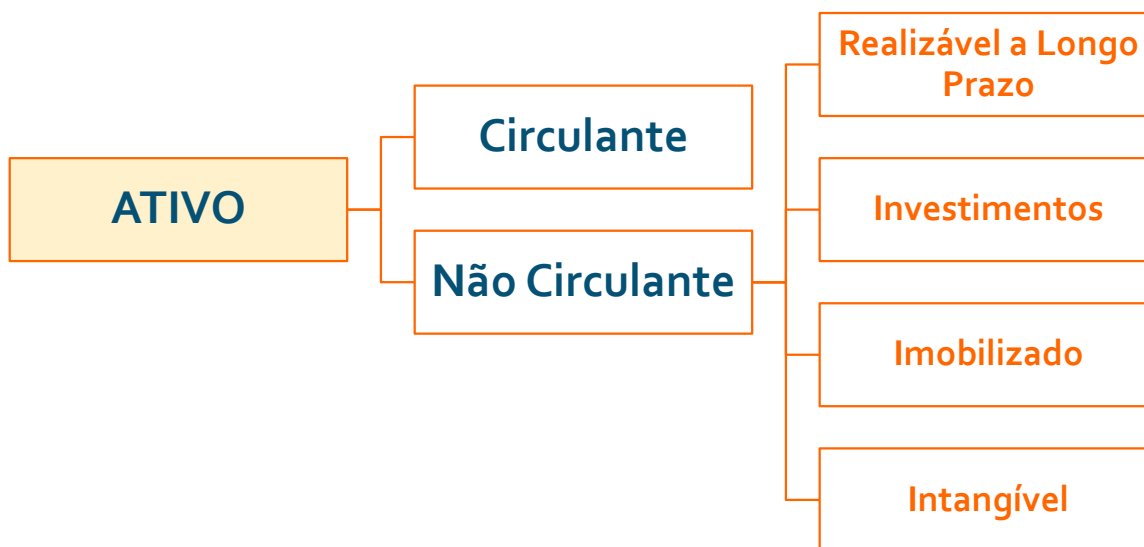 ATIVO
Circulante
Não Circulante
Realizável a Longo
Prazo
Investimentos
Imobilizado
Intangível